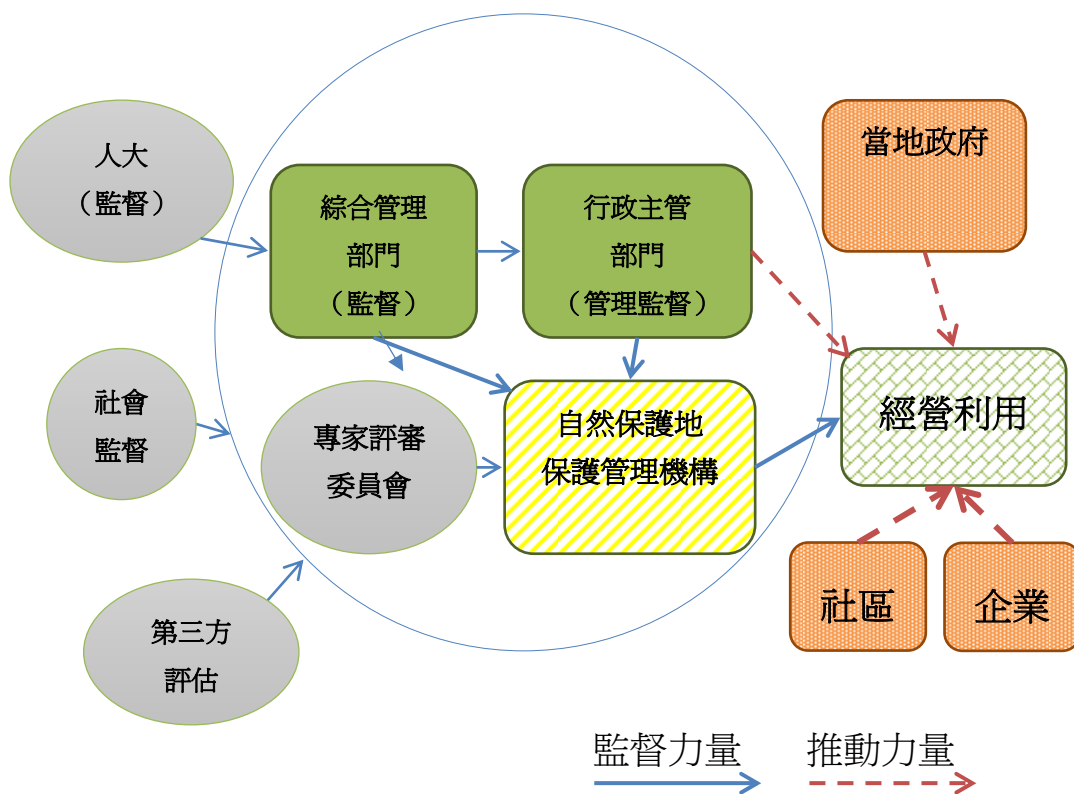 人大
（監督）
綜合管理
部門
（監督）
行政主管
部門
（管理監督）
當地政府
社會
監督
專家評審
委員會
自然保護地
保護管理機構
經營利用
第三方
評估
社區
企業
監督力量
推動力量